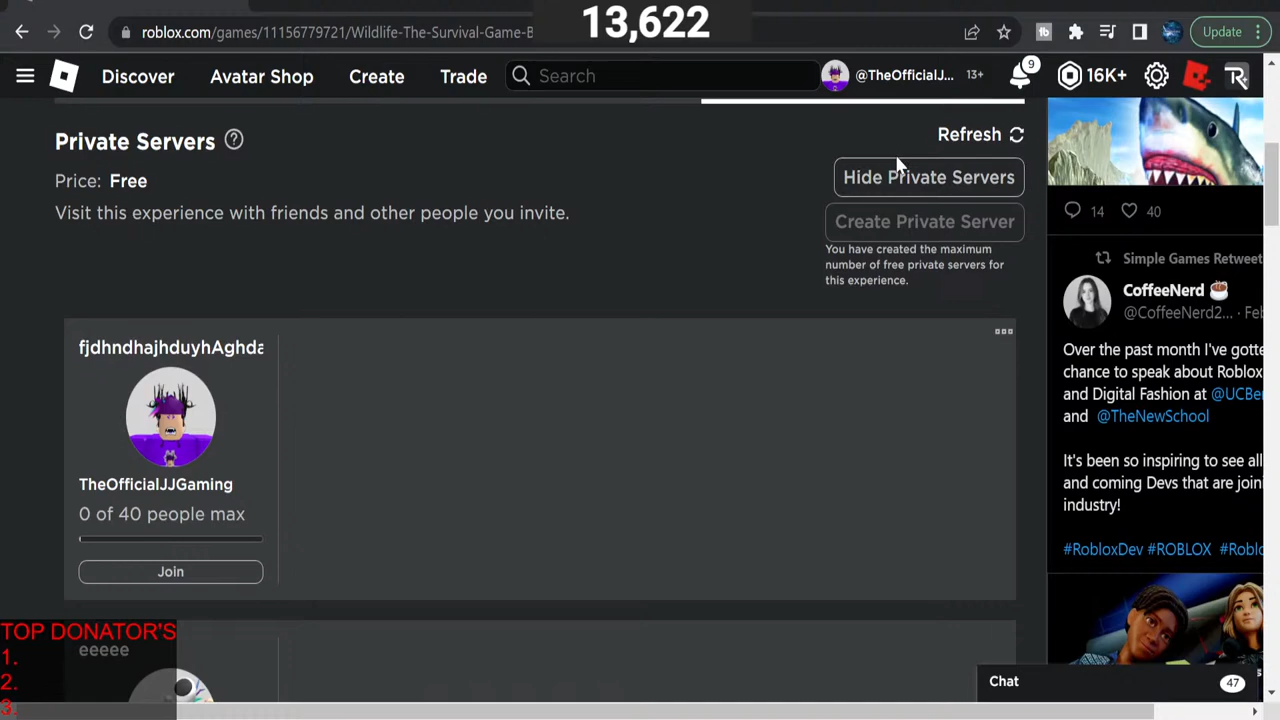 13,622
roblox.com/games/11156779721/Wildlife-The-Survival-Game-B
Update
Discover
Avatar Shop
Create
Trade
Search
@TheOfficialJ...
13+
9
16K+
Private Servers
Refresh
Price: Free
Hide Private Servers
Visit this experience with friends and other people you invite.
Create Private Server
You have created the maximum
number of free private servers for
this experience.
fjdhndhajhduyhAghda
TheOfficialJJGaming
0 of 40 people max
Join
eeeee
14
40
Simple Games Retweet
CoffeeNerd
@CoffeeNerd2... · Feb
Over the past month I've gotte
chance to speak about Roblox
and Digital Fashion at @UCBer
and @TheNewSchool
It's been so inspiring to see all
and coming Devs that are joini
industry!
#RobloxDev #ROBLOX #Roblo
TOP DONATOR'S
1.
2.
3.
Chat
47